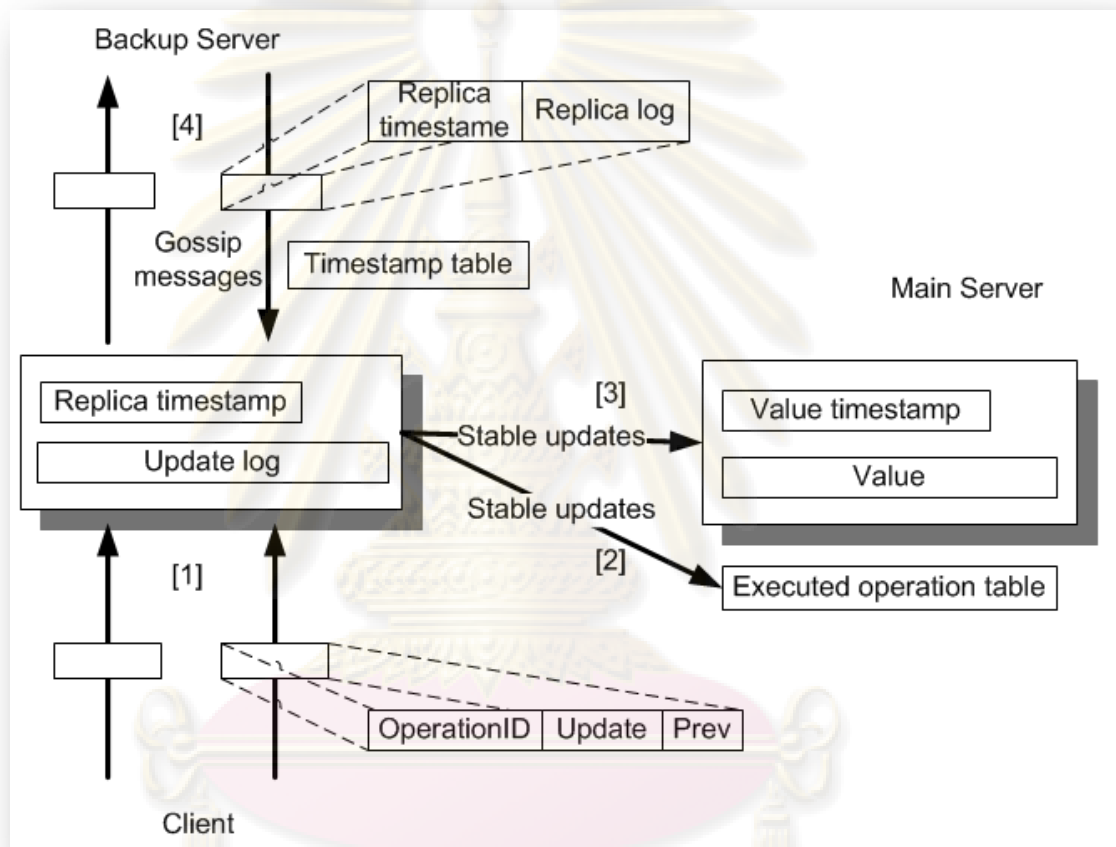 Backup Server
Replica
timestame
Replica log
[4]
Gossip
messages
Timestamp table
Main Server
Replica timestamp
Update log
[3]
Stable updates
Value timestamp
Value
Stable updates
[2]
Executed operation table
[1]
OperationID
Update
Prev
Client